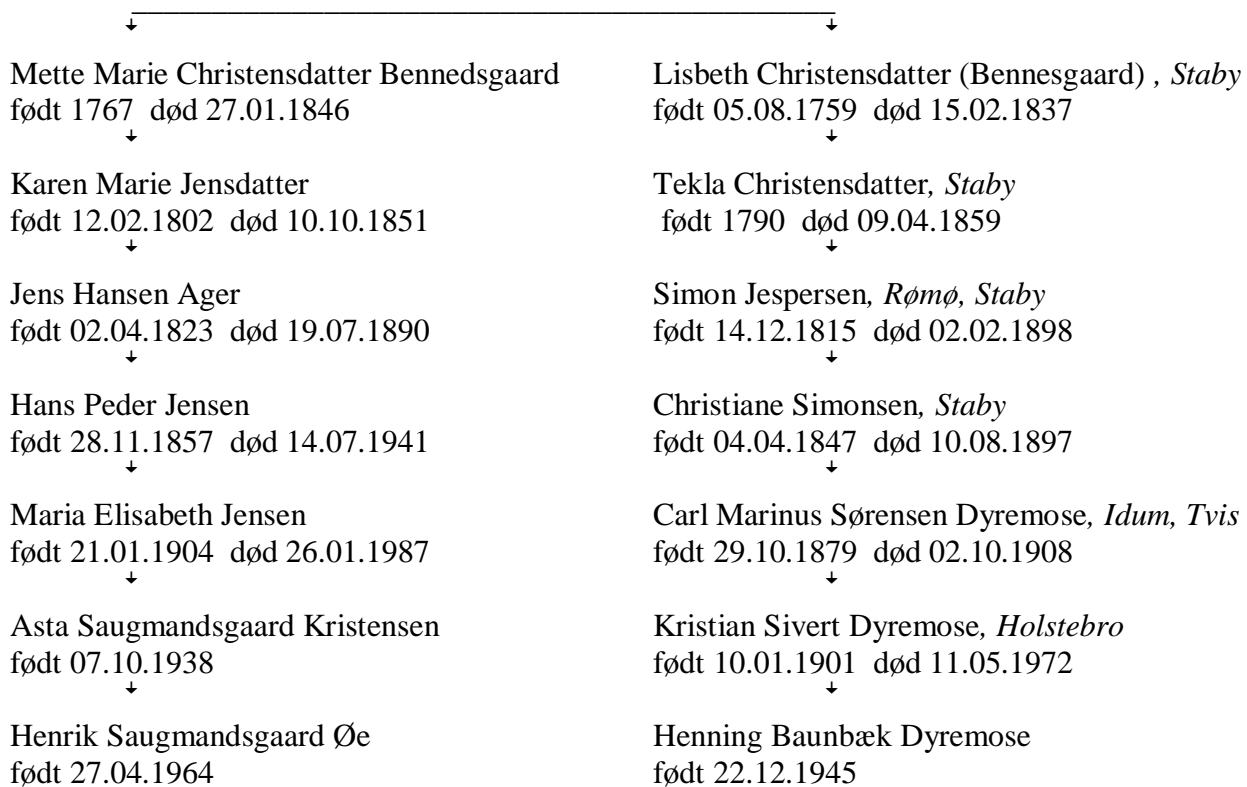 Mette Marie Christensdatter Bennedsgaard
født 1767 død 27.01.1846
Lisbeth Christensdatter (Bennesgaard) , Staby
født 05.08.1759 død 15.02.1837
Karen Marie Jensdatter
født 12.02.1802 død 10.10.1851
Tekla Christensdatter, Staby
født 1790 død 09.04.1859
Jens Hansen Ager
født 02.04.1823 død 19.07.1890
Simon Jespersen, Rømø, Staby
født 14.12.1815 død 02.02.1898
Hans Peder Jensen
født 28.11.1857 død 14.07.1941
Christiane Simonsen, Staby
født 04.04.1847 død 10.08.1897
Maria Elisabeth Jensen
født 21.01.1904 død 26.01.1987
Carl Marinus Sørensen Dyremose, Idum, Tvis
født 29.10.1879 død 02.10.1908
Asta Saugmandsgaard Kristensen
født 07.10.1938
Kristian Sivert Dyremose, Holstebro
født 10.01.1901 død 11.05.1972
Henrik Saugmandsgaard Øe
født 27.04.1964
Henning Baunbæk Dyremose
født 22.12.1945